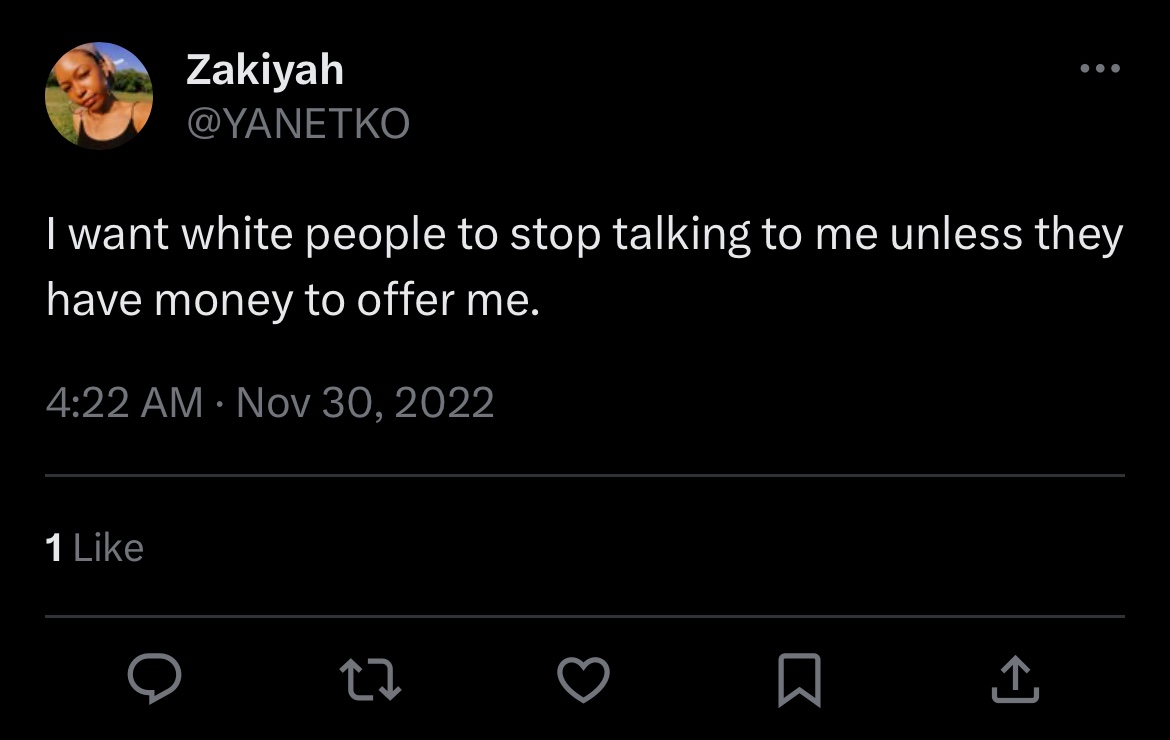 Zakiyah
@YANETKO
I want white people to stop talking to me unless they
have money to offer me.
4:22 AM · Nov 30, 2022
1 Like